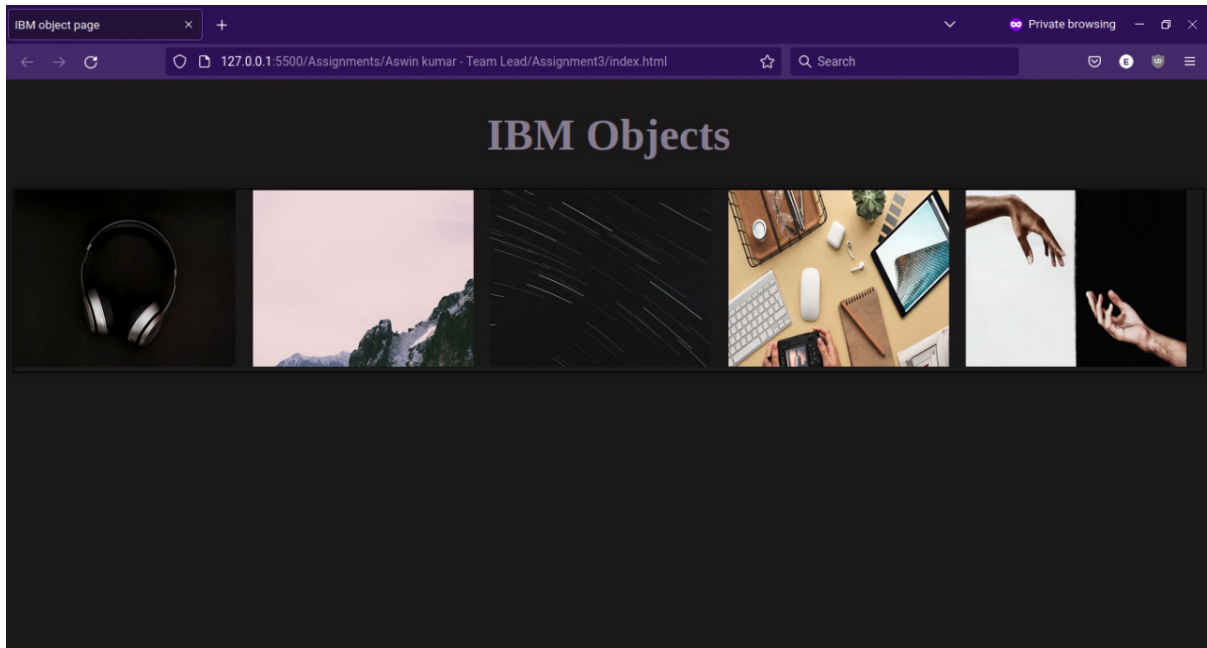 IBM object page
Private browsing
127.0.0.1:5500/Assignments/Aswin kumar - Team Lead/Assignment3/index.html
Search
E
IBM Objects